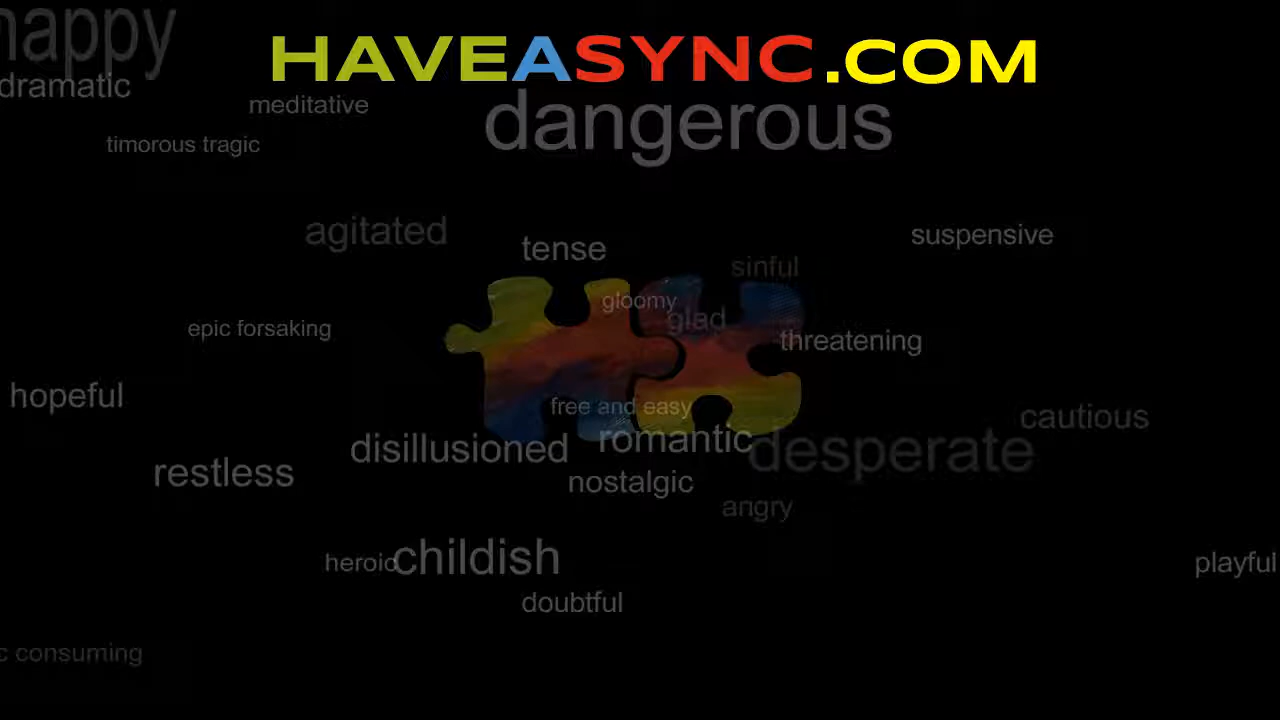 happy
HAVEASYNC.COM
dramatic
meditative
dangerous
timorous tragic
agitated
tense
suspensive
sinful
gloomy
glad
epic forsaking
threatening
hopeful
free and easy
cautious
romantic
disillusioned
desperate
restless
nostalgic
angry
childish
heroic
playful
doubtful
c consuming